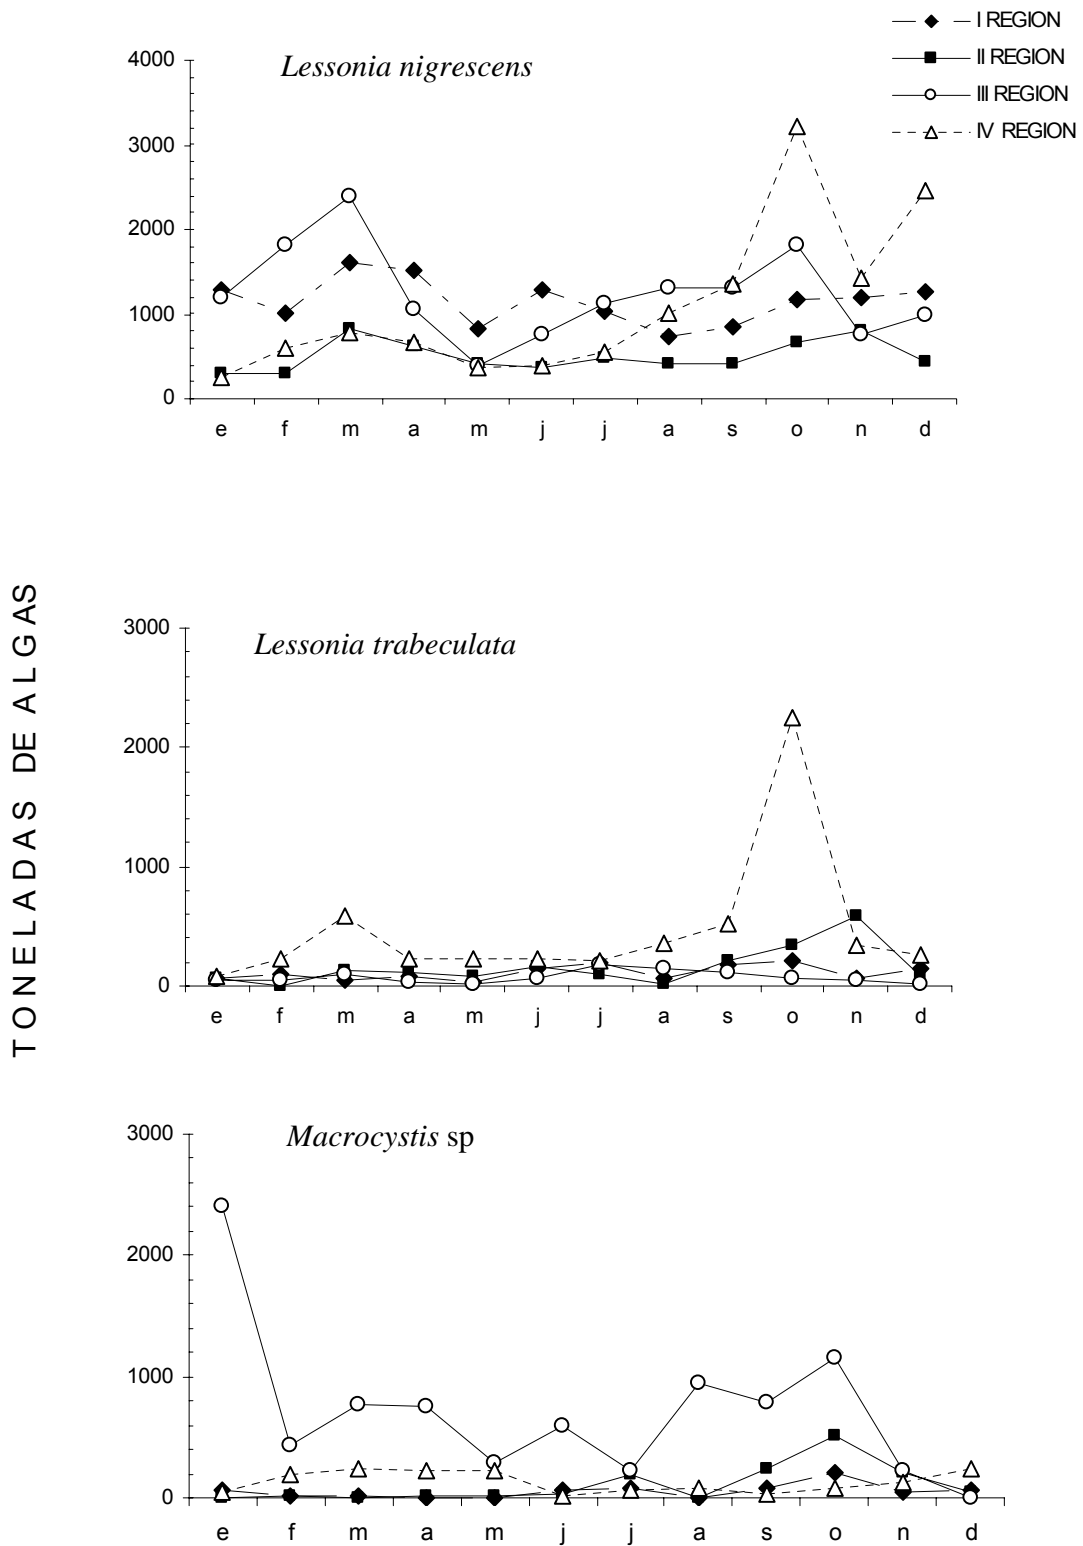 I REGION
II REGION
III REGION
IV REGION
Lessonia nigrescens
4000
3000
2000
1000
0
e f m a m j j a s o n d
TONELADAS DE ALGAS
Lessonia trabeculata
3000
2000
1000
0
e f m a m j j a s o n d
Macrocystis sp
3000
2000
1000
0
e f m a m j j a s o n d